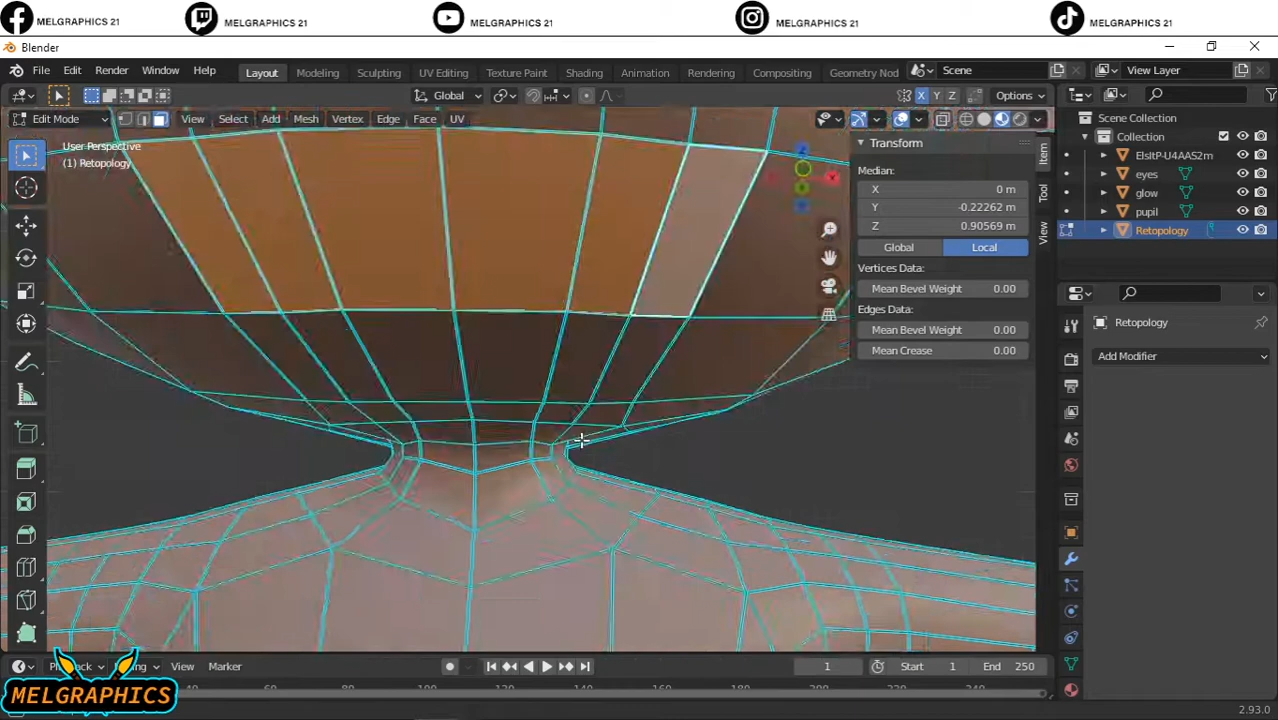 MELGRAPHICS 21 MELGRAPHICS 21 MELGRAPHICS 21 MELGRAPHICS 21 MELGRAPHICS 21
Blender
File Edit Render Window Help Layout Modeling Sculpting UV Editing Texture Paint Shading Animation Rendering Compositing Geometry Nod Scene View Layer
Global X Y Z Options
Edit Mode View Select Add Mesh Vertex Edge Face UV
User Perspective
(1) Retopology
Transform
Median:
X 0 m
Y -0.22262 m
Z 0.90569 m
Global Local
Vertices Data:
Mean Bevel Weight 0.00
Edges Data:
Mean Bevel Weight 0.00
Mean Crease 0.00
Item
Tool
View
Scene Collection
Collection
ElsitP-U4AAS2m
eyes
glow
pupil
Retopology
Retopology
Add Modifier
View Marker
1 Start 1 End 250
MELGRAPHICS
2.93.0